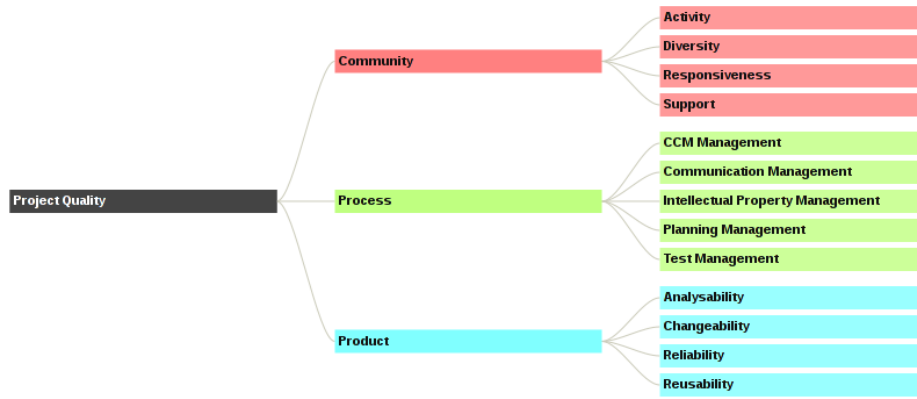 Project Quality
Community
Activity
Diversity
Responsiveness
Support
Process
CCM Management
Communication Management
Intellectual Property Management
Planning Management
Test Management
Product
Analysability
Changeability
Reliability
Reusability